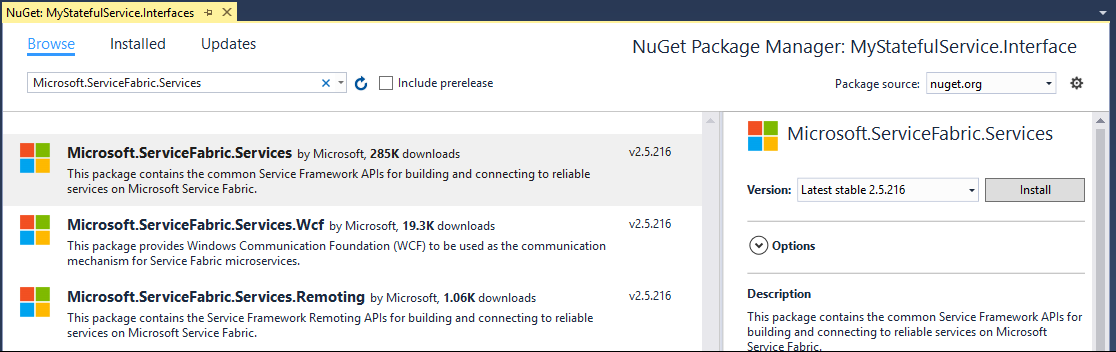 NuGet: MyStatefulService.Interfaces
Browse Installed Updates
NuGet Package Manager: MyStatefulService.Interface
Microsoft.ServiceFabric.Services
Include prerelease
Package source: nuget.org
Microsoft.ServiceFabric.Services by Microsoft, 285K downloads v2.5.216
This package contains the common Service Framework APIs for building and connecting to reliable
services on Microsoft Service Fabric.
Microsoft.ServiceFabric.Services.Wcf by Microsoft, 19.3K downloads v2.5.216
This package provides Windows Communication Foundation (WCF) to be used as the communication
mechanism for Service Fabric microservices.
Microsoft.ServiceFabric.Services.Remoting by Microsoft, 1.06K downloads v2.5.216
This package contains the Service Framework Remoting APIs for building and connecting to reliable
services on Microsoft Service Fabric.
Microsoft.ServiceFabric.Services
Version: Latest stable 2.5.216 Install
Options
Description
This package contains the common Service Framework APIs for
building and connecting to reliable services on Microsoft
Service Fabric.